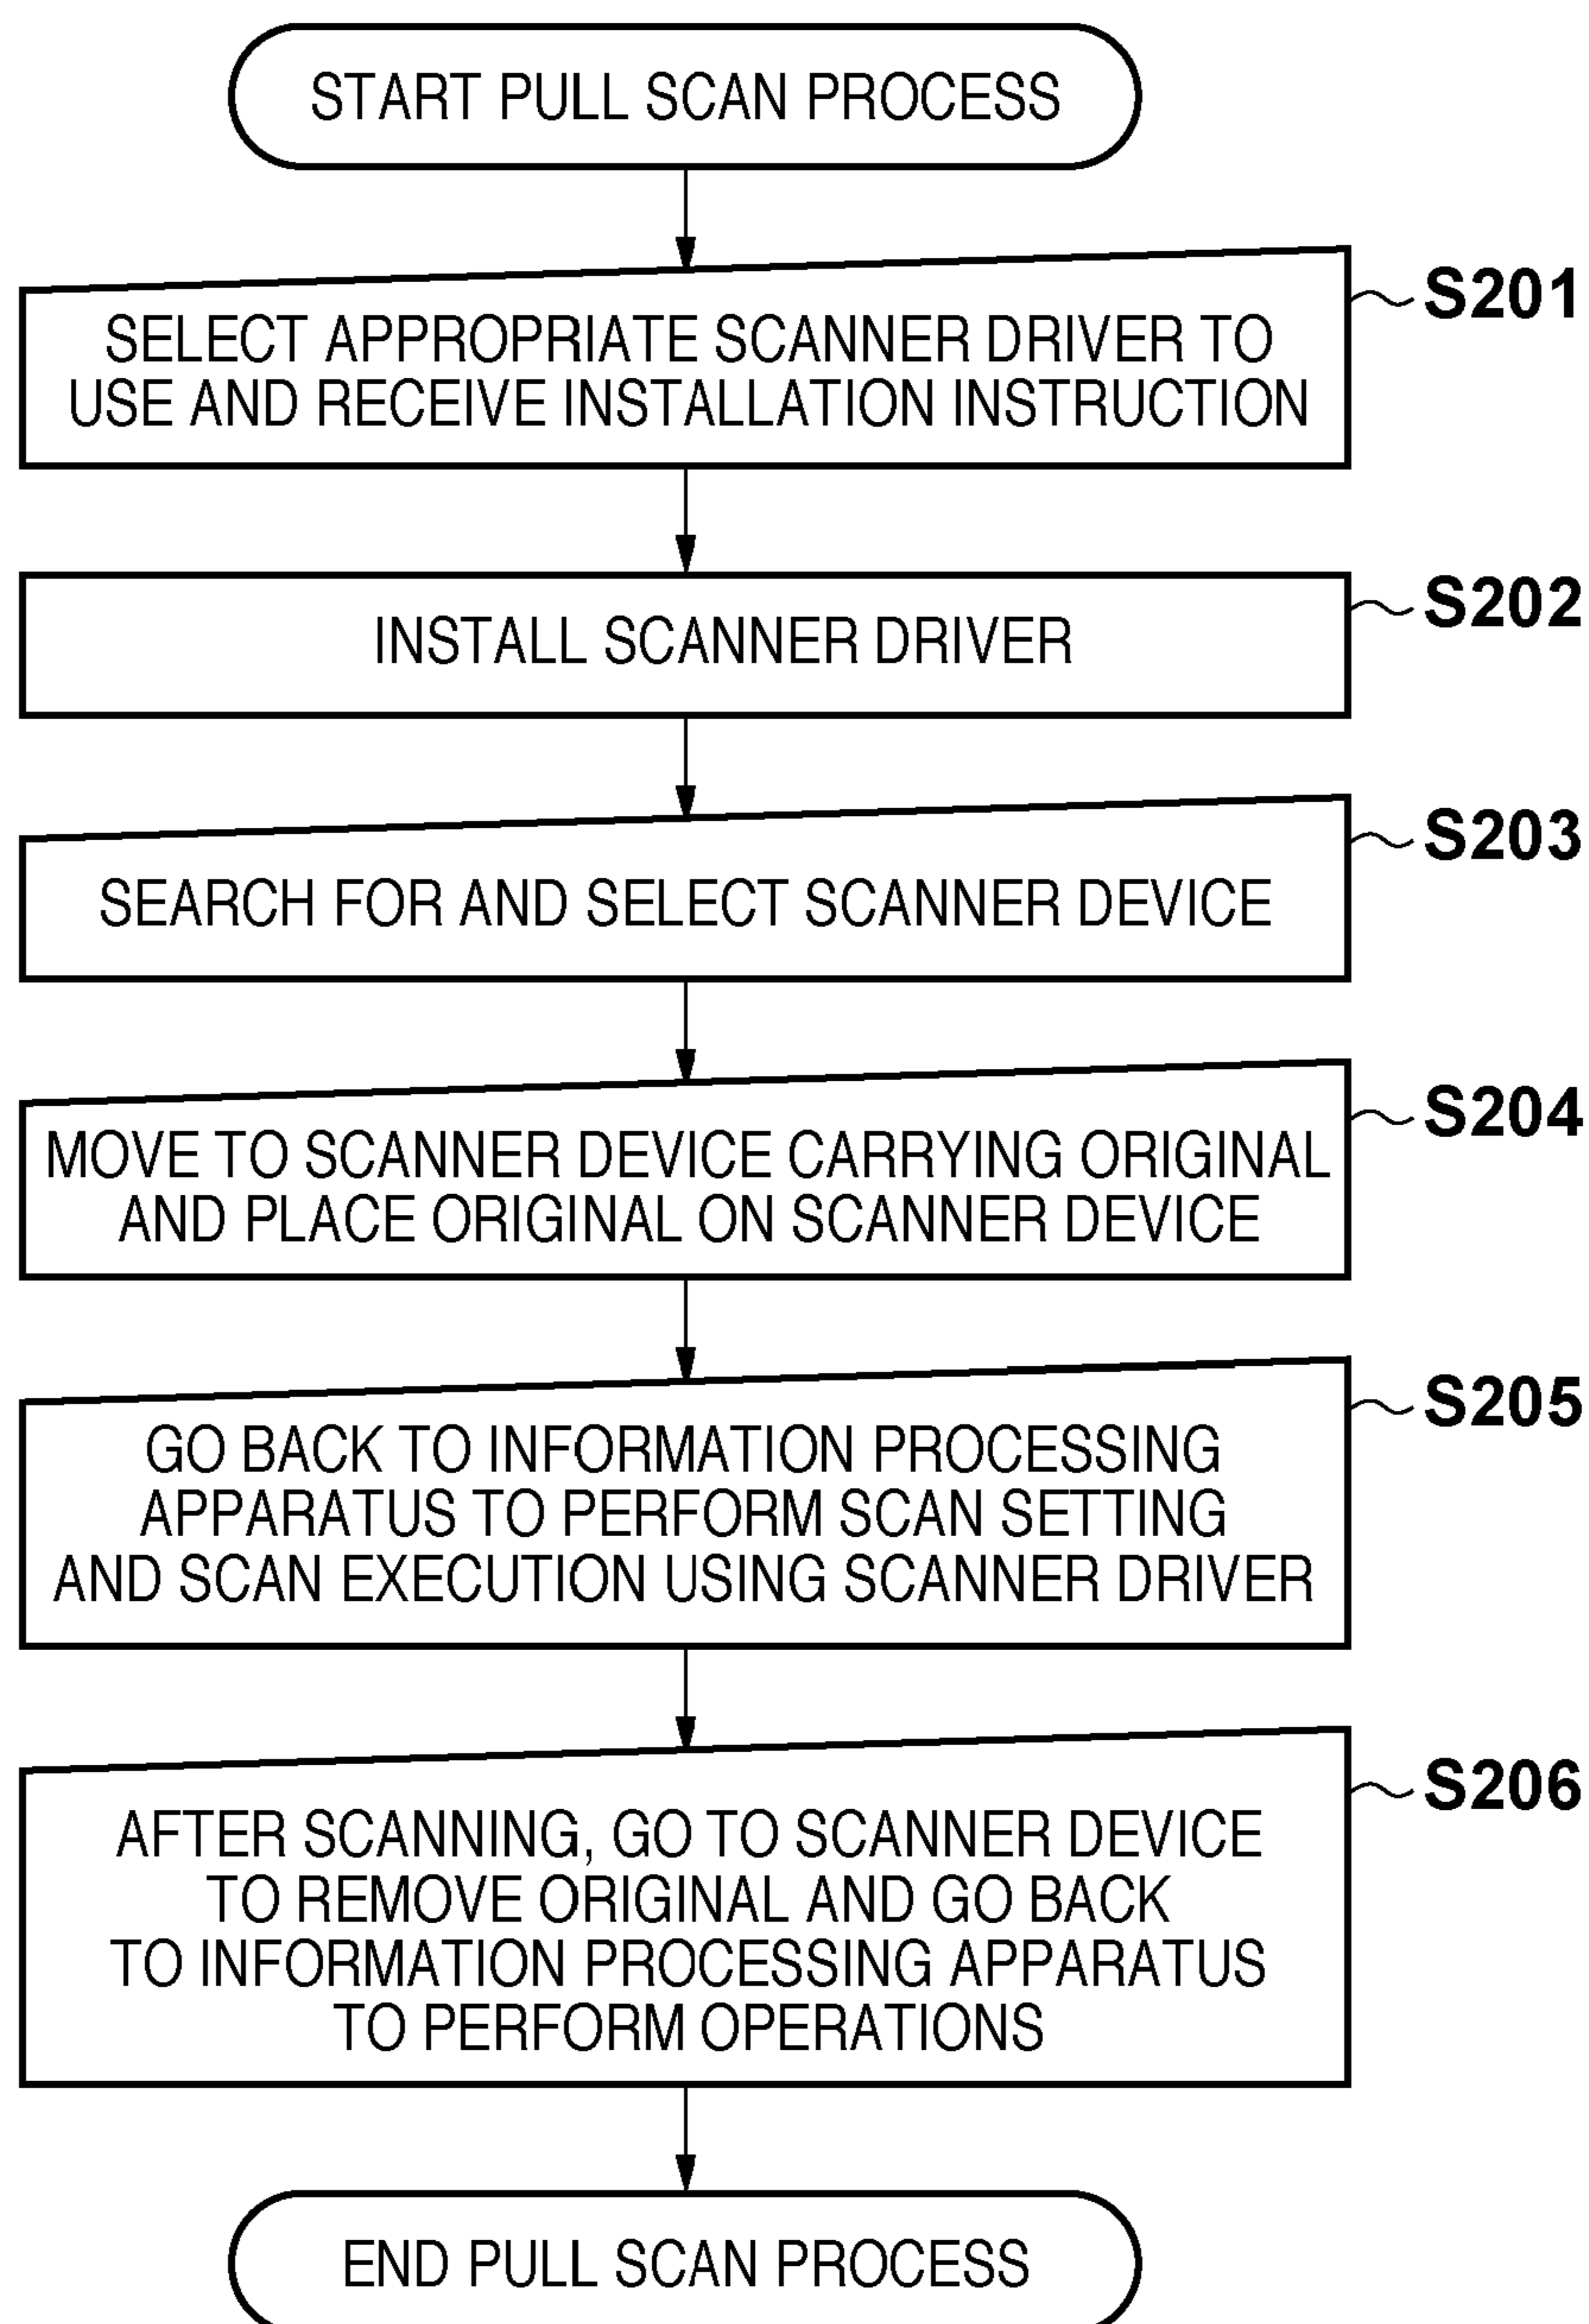 START PULL SCAN PROCESS
S201
SELECT APPROPRIATE SCANNER DRIVER TO
USE AND RECEIVE INSTALLATION INSTRUCTION
S202
INSTALL SCANNER DRIVER
S203
SEARCH FOR AND SELECT SCANNER DEVICE
S204
MOVE TO SCANNER DEVICE CARRYING ORIGINAL
AND PLACE ORIGINAL ON SCANNER DEVICE
S205
GO BACK TO INFORMATION PROCESSING
APPARATUS TO PERFORM SCAN SETTING
AND SCAN EXECUTION USING SCANNER DRIVER
S206
AFTER SCANNING, GO TO SCANNER DEVICE
TO REMOVE ORIGINAL AND GO BACK
TO INFORMATION PROCESSING APPARATUS
TO PERFORM OPERATIONS
END PULL SCAN PROCESS